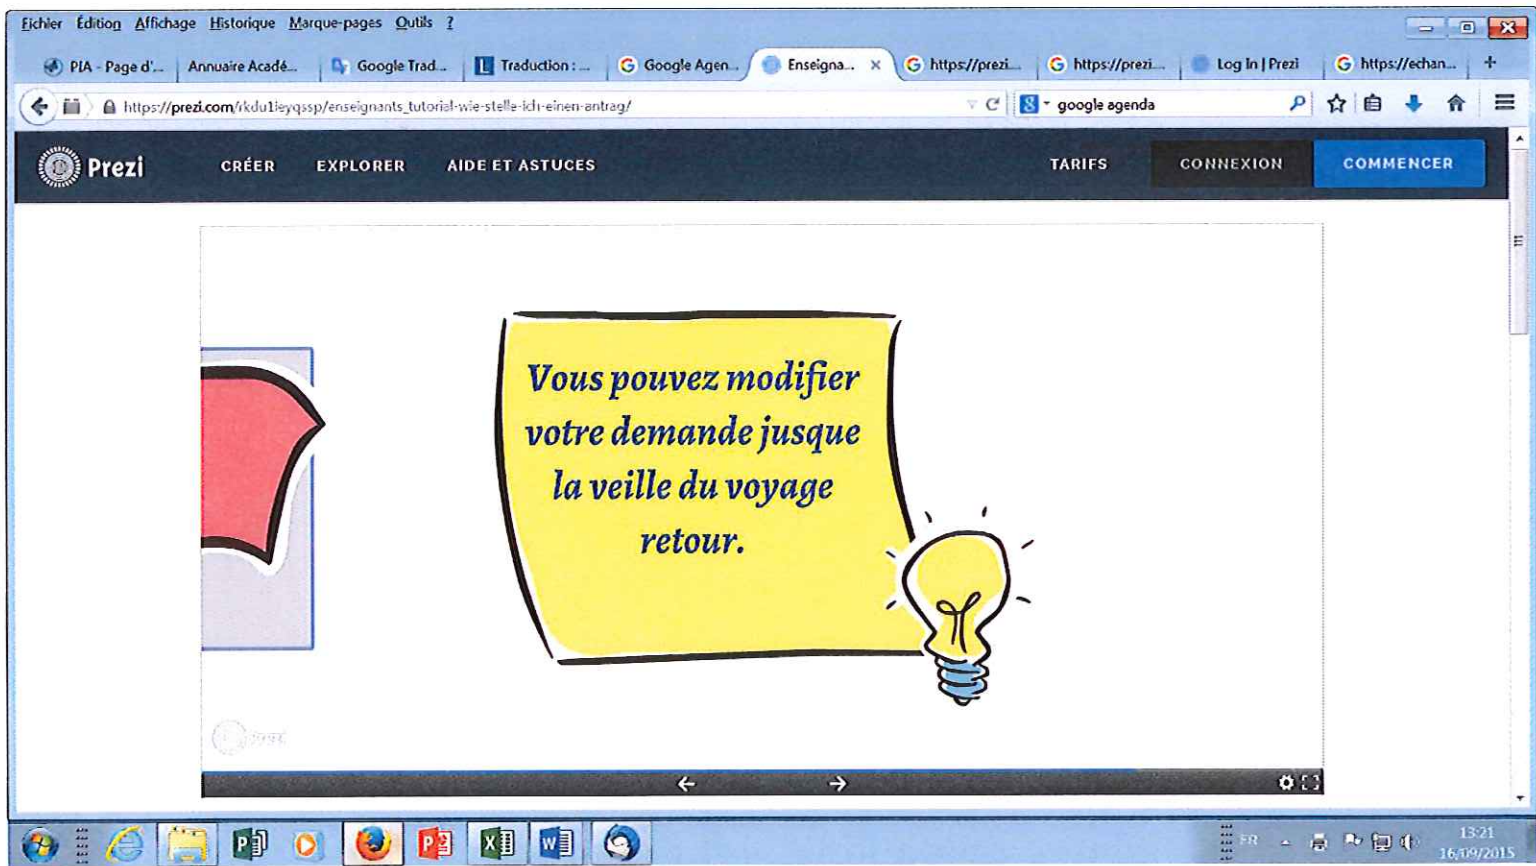 Fichier Édition Affichage Historique Marque-pages Outils ?
PIA - Page d'... Annuaire Acadé... Google Trad... Traduction : ... Google Agen... Enseigna... × https://prezi.... https://prezi.... Log In | Prezi https://echan... +
https://prezi.com/rkdu1ieyqssp/enseignants_tutorial-wie-stelle-ich-einen-antrag/ google agenda
Prezi CRÉER EXPLORER AIDE ET ASTUCES TARIFS CONNEXION COMMENCER
Vous pouvez modifier
votre demande jusque
la veille du voyage
retour.
Prezi
FR 13:21
16/09/2015